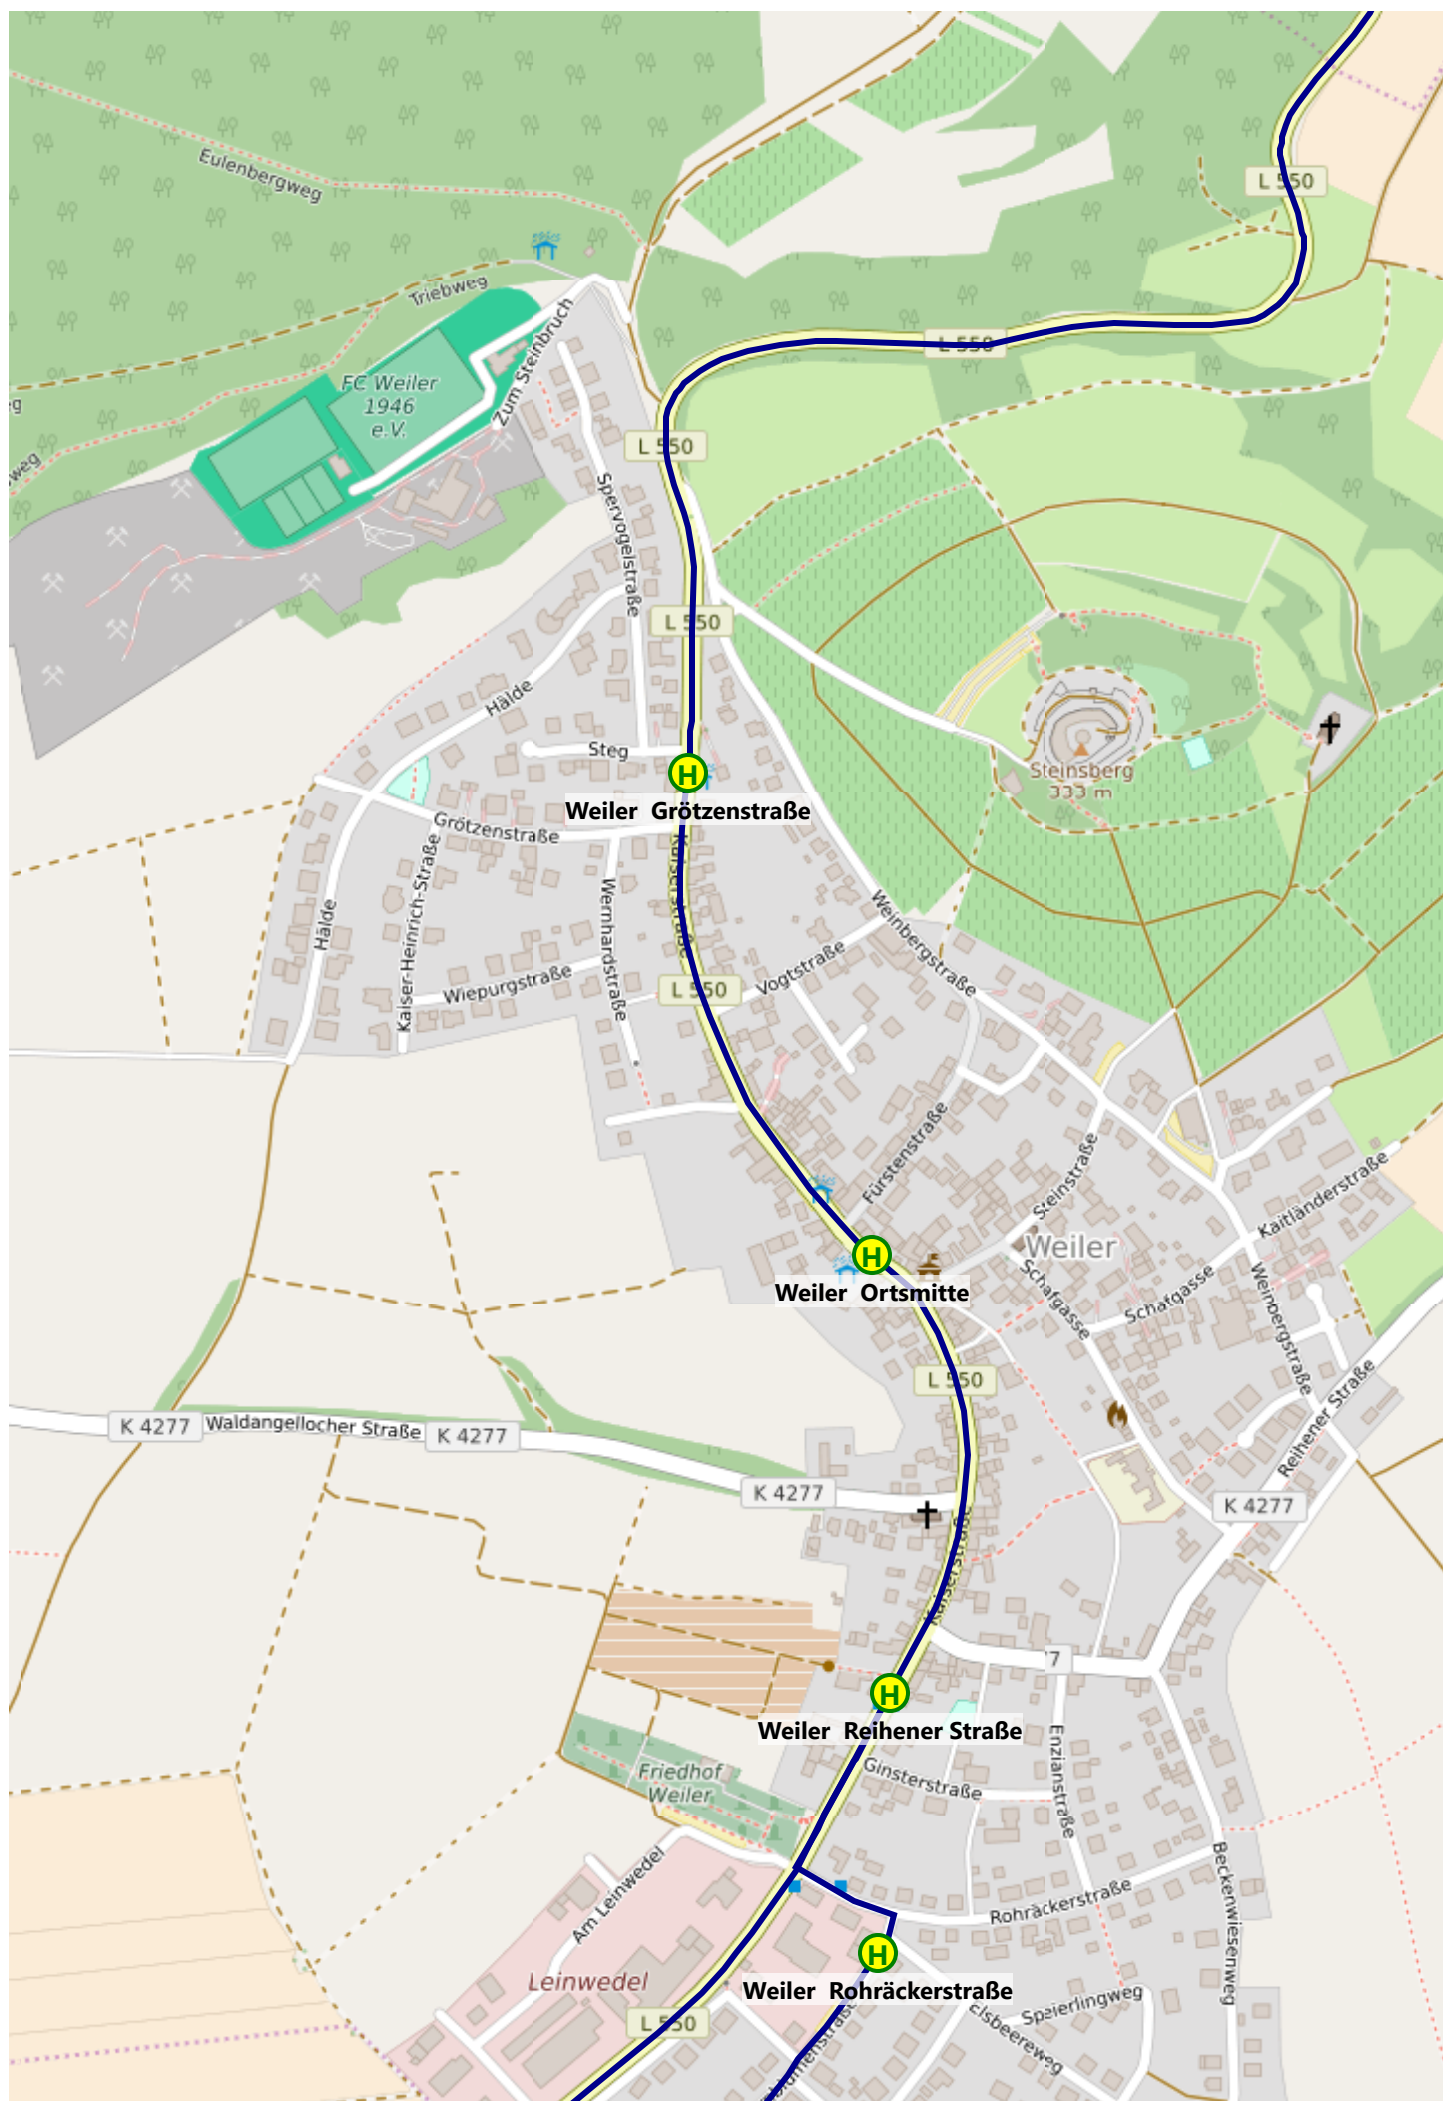 L 550
Eulenbergweg
Triebweg
Zum Steinbruch
FC Weiler
1946
e.V.
L 550
L 550
Spervogelstraße
L 550
Hälde
Steg
H
Weiler Grötzenstraße
Steinsberg
333 m
Grötzenstraße
Kaiserstraße
Hälde
Kaiser-Heinrich-Straße
Wernhardstraße
Wiepurgstraße
L 550
Vogtstraße
Weinbergstraße
Fürstenstraße
Steinstraße
Kaitländerstraße
H
Weiler Ortsmitte
Weiler
Schafgasse
Schafgasse
Weinbergstraße
L 550
Reihener Straße
K 4277
Waldangellocher Straße
K 4277
K 4277
K 4277
Kaiserstraße
H
Weiler Reihener Straße
Enzianstraße
Ginsterstraße
Friedhof
Weiler
Beckenwiesenweg
Am Leinwedel
Rohräckerstraße
H
Weiler Rohräckerstraße
Leinwedel
Speierlingweg
Elsbeereweg
L 550